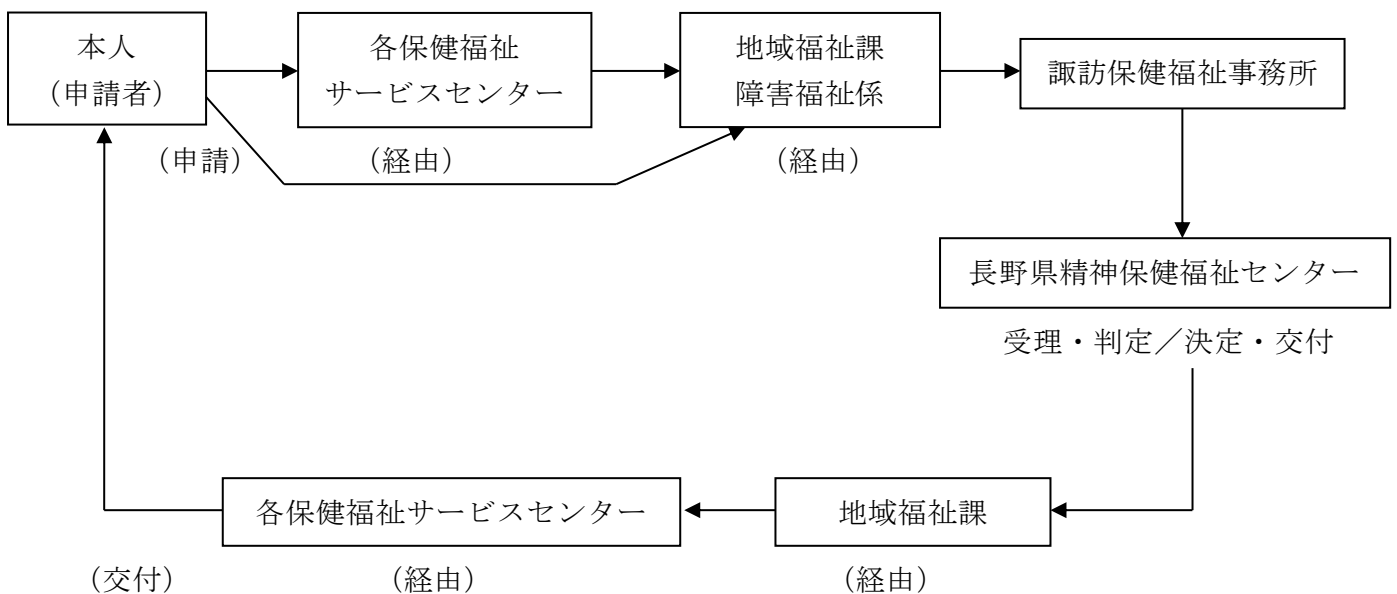 本人
(申請者)
各保健福祉
サービスセンター
地域福祉課
障害福祉係
諏訪保健福祉事務所
(申請)
(経由)
(経由)
長野県精神保健福祉センター
受理・判定/決定・交付
各保健福祉サービスセンター
地域福祉課
(交付)
(経由)
(経由)